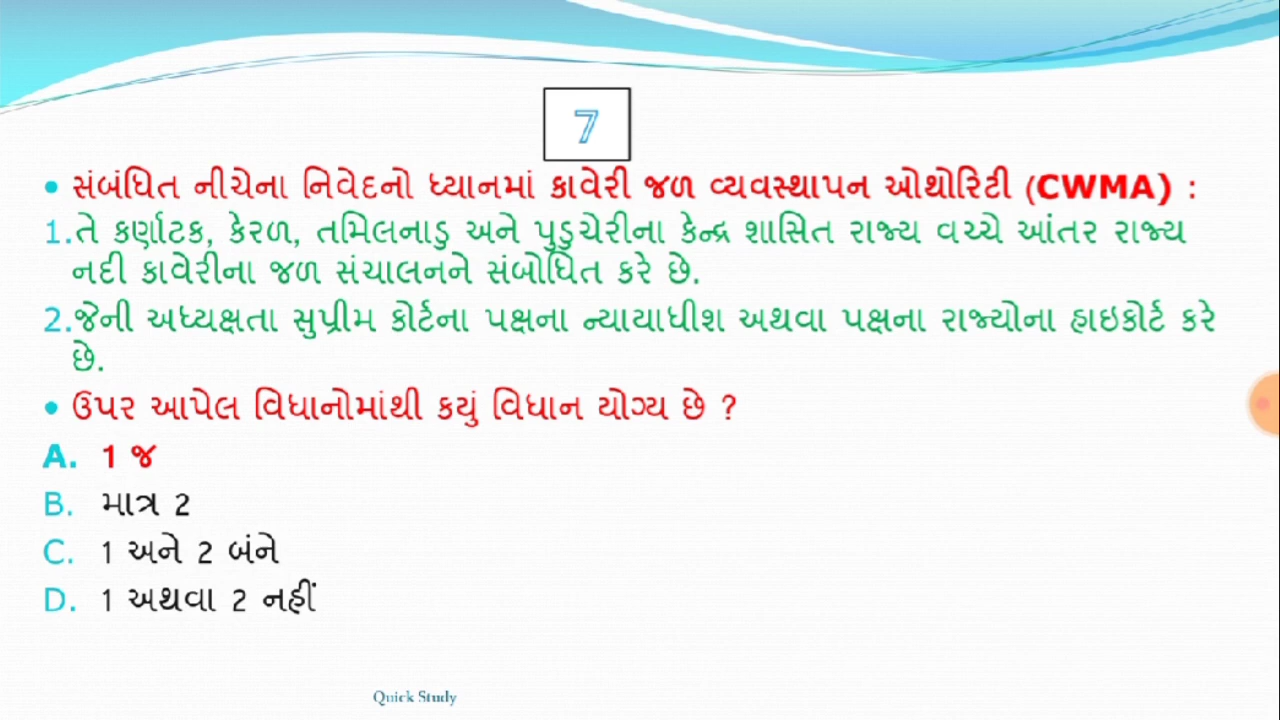 7
• સંબંધિત નીચેના નિવેદનો ધ્યાનમાં કાવેરી જળ વ્યવસ્થાપન ઓથોરિટી (CWMA) :
1.તે કર્ણાટક, કેરળ, તમિલનાડુ અને પુડુચેરીના કેન્દ્ર શાસિત રાજ્ય વચ્ચે આંતર રાજ્ય
નદી કાવેરીના જળ સંચાલનને સંબોધિત કરે છે.
2.જેની અધ્યક્ષતા સુપ્રીમ કોર્ટના પક્ષના ન્યાયાધીશ અથવા પક્ષના રાજ્યોના હાઇકોર્ટ કરે
છે.
• ઉપર આપેલ વિધાનોમાંથી કયું વિધાન યોગ્ય છે ?
A. 1 જ
B. માત્ર 2
C. 1 અને 2 બંને
D. 1 અથવા 2 નહીં
Quick Study